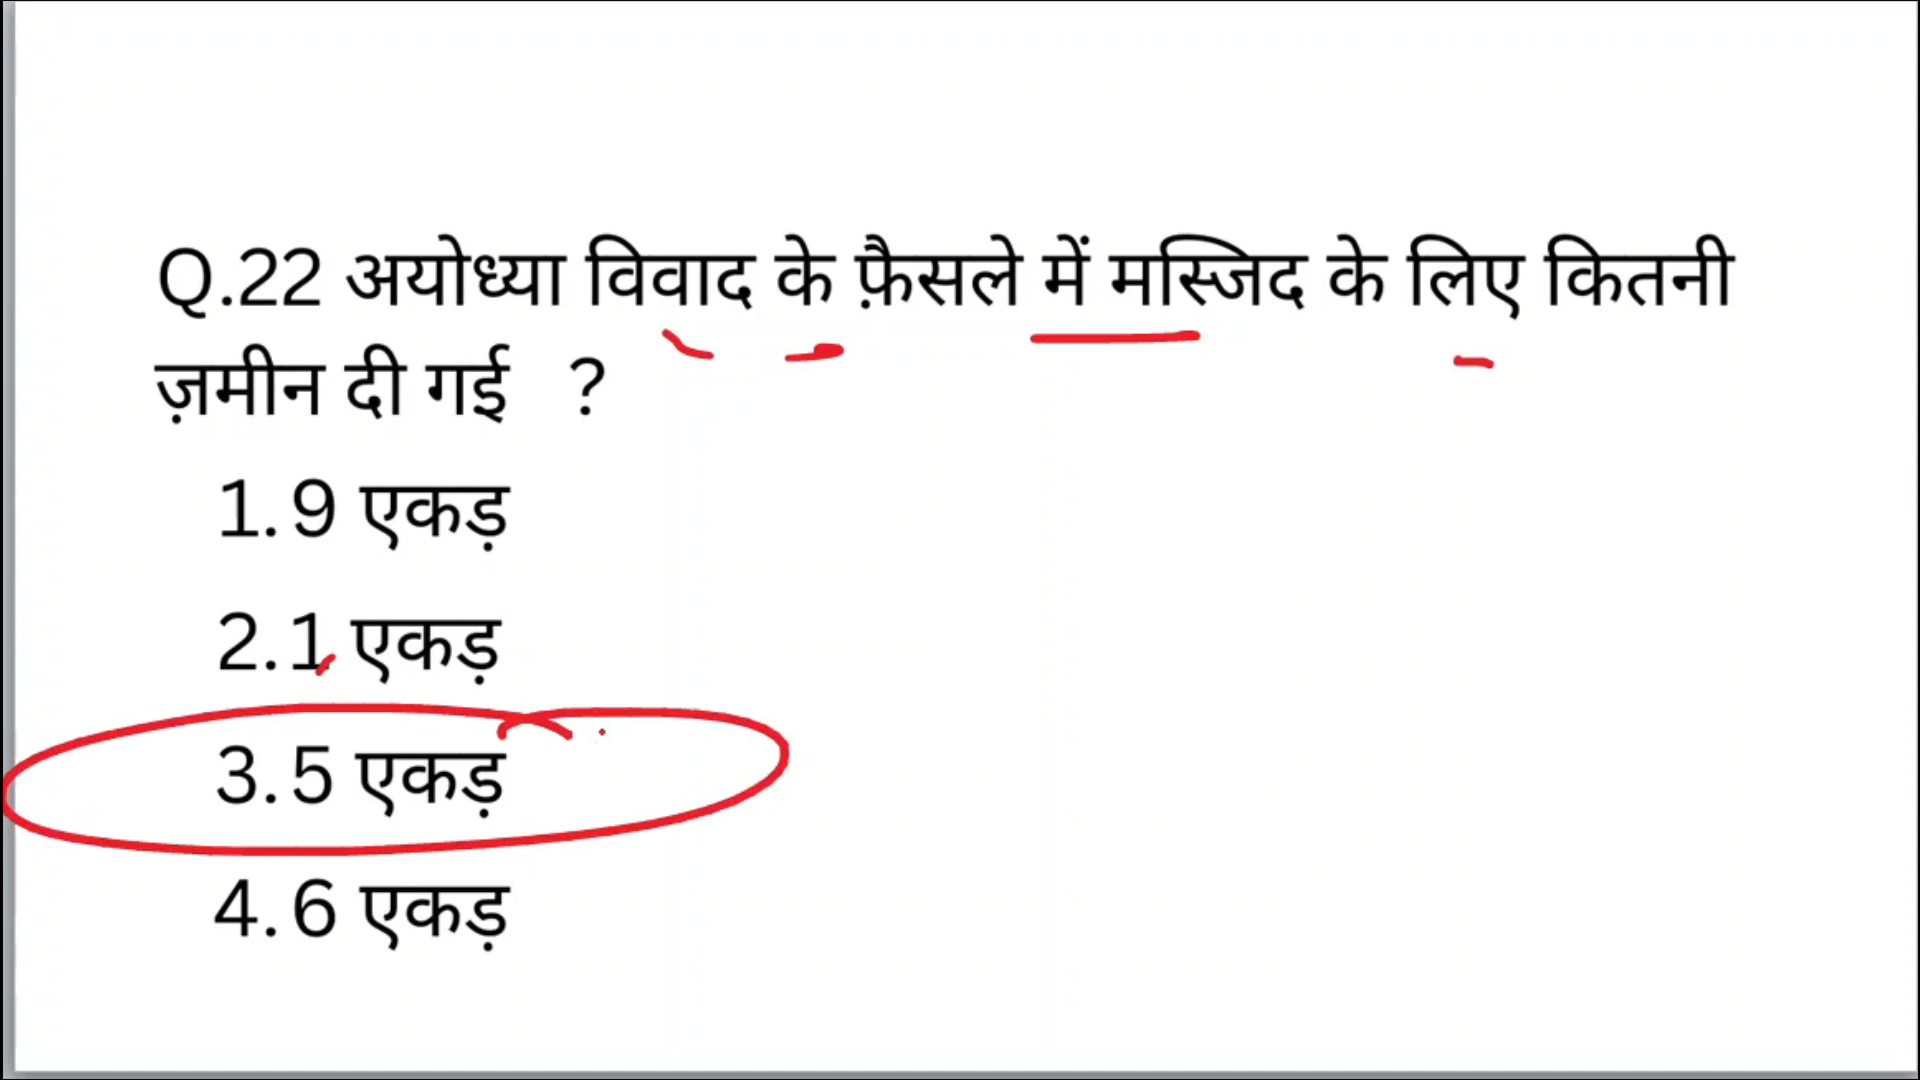 Q.22 अयोध्या विवाद के फ़ैसले में मस्जिद के लिए कितनी
ज़मीन दी गई ?
1. 9 एकड़
2. 1 एकड़
3. 5 एकड़
4. 6 एकड़